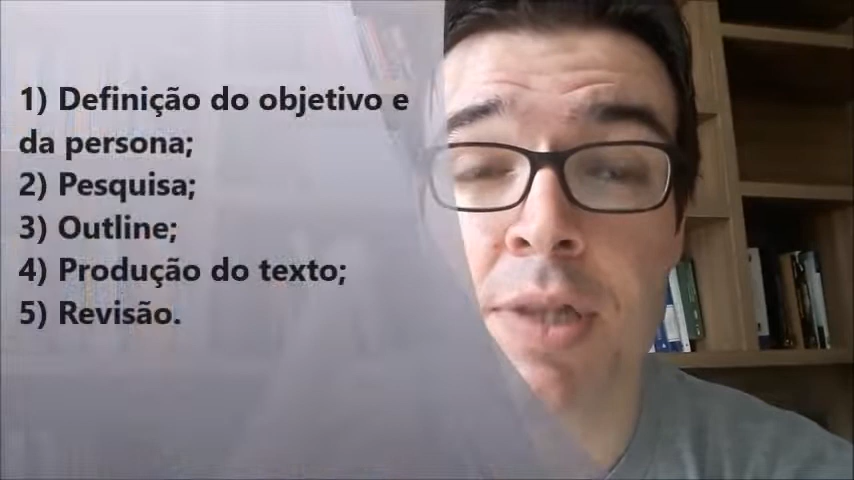 1) Definição do objetivo e
da persona;
2) Pesquisa;
3) Outline;
4) Produção do texto;
5) Revisão.